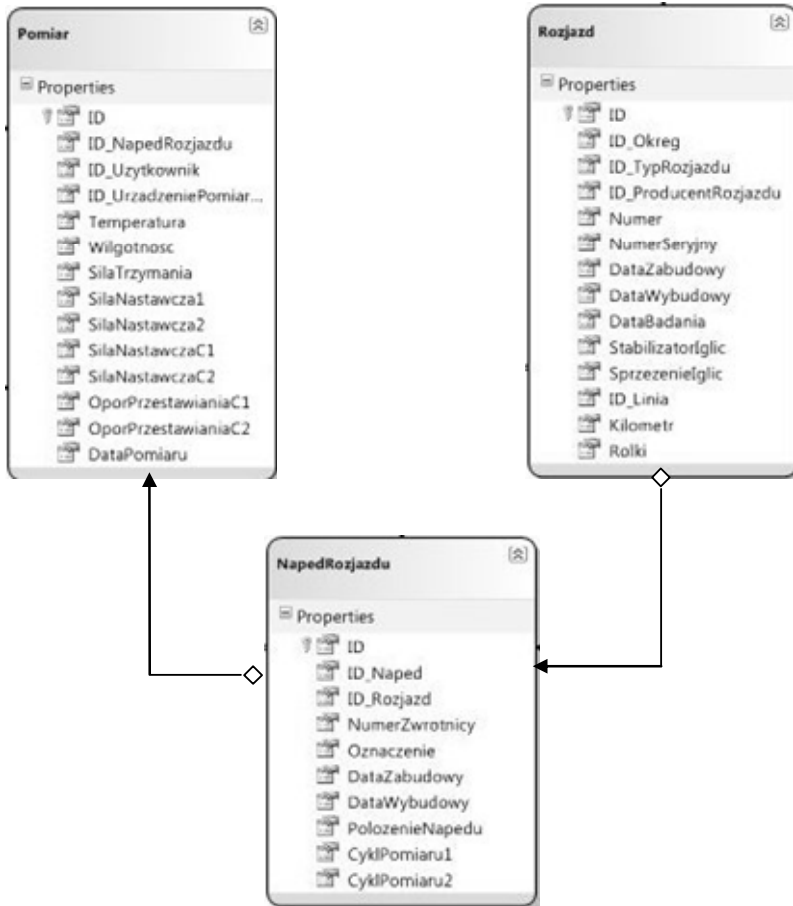 Pomiar
Properties
ID
ID_NapedRozjazdu
ID_Uzytkownik
ID_UrzadzeniePomiar...
Temperatura
Wilgotnosc
SilaTrzymania
SilaNastawcza1
SilaNastawcza2
SilaNastawczaC1
SilaNastawczaC2
OporPrzestawianiaC1
OporPrzestawianiaC2
DataPomiaru
Rozjazd
Properties
ID
ID_Okreg
ID_TypRozjazdu
ID_ProducentRozjazdu
Numer
NumerSeryjny
DataZabudowy
DataWybudowy
DataBadania
StabilizatorIglic
SprzezenieIglic
ID_Linia
Kilometr
Rolki
NapedRozjazdu
Properties
ID
ID_Naped
ID_Rozjazd
NumerZwrotnicy
Oznaczenie
DataZabudowy
DataWybudowy
PolozenieNapedu
CyklPomiaru1
CyklPomiaru2